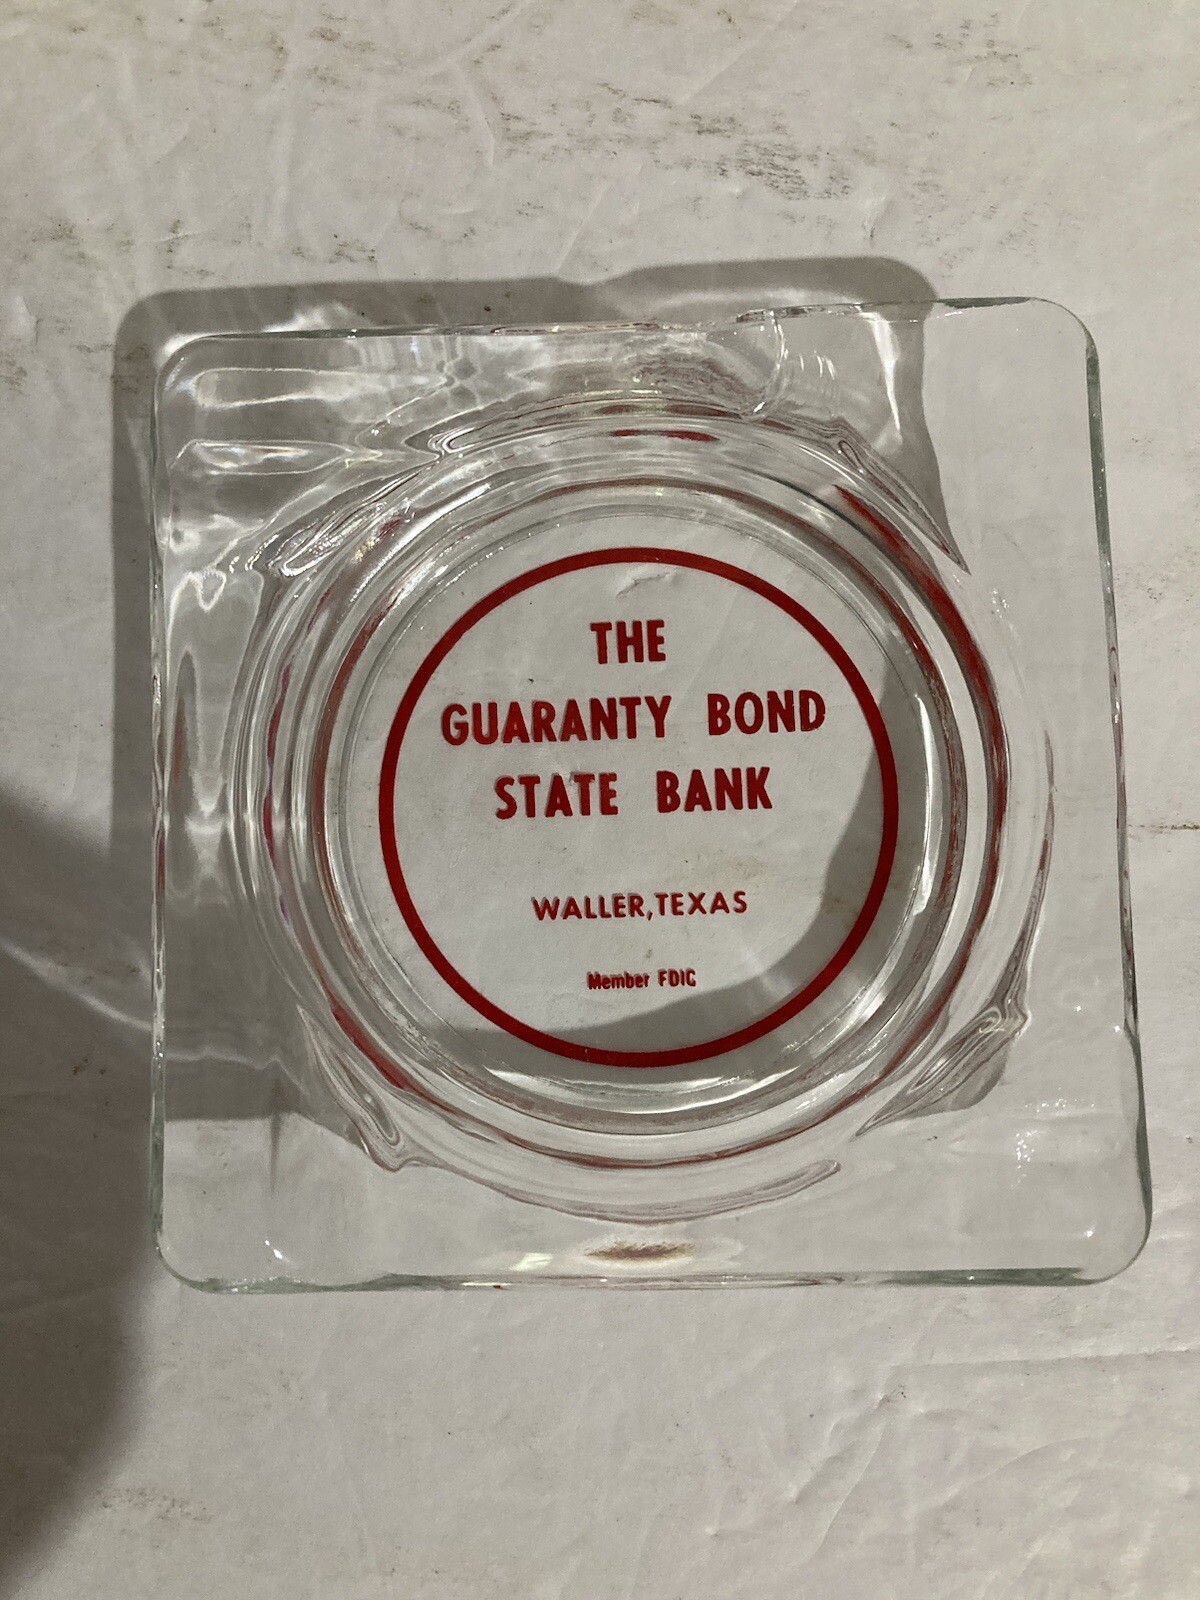 THE
GUARANTY BOND
STATE BANK
WALLER, TEXAS
Member FDIC